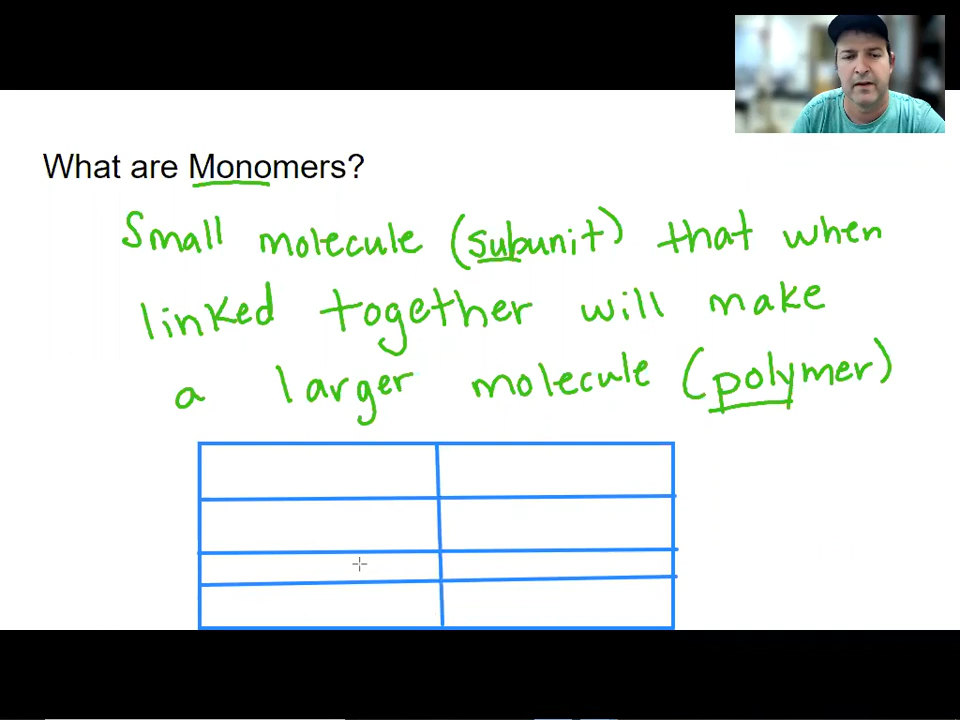 What are Monomers?
Small molecule (subunit) that when
linked together will make
a larger molecule (polymer)